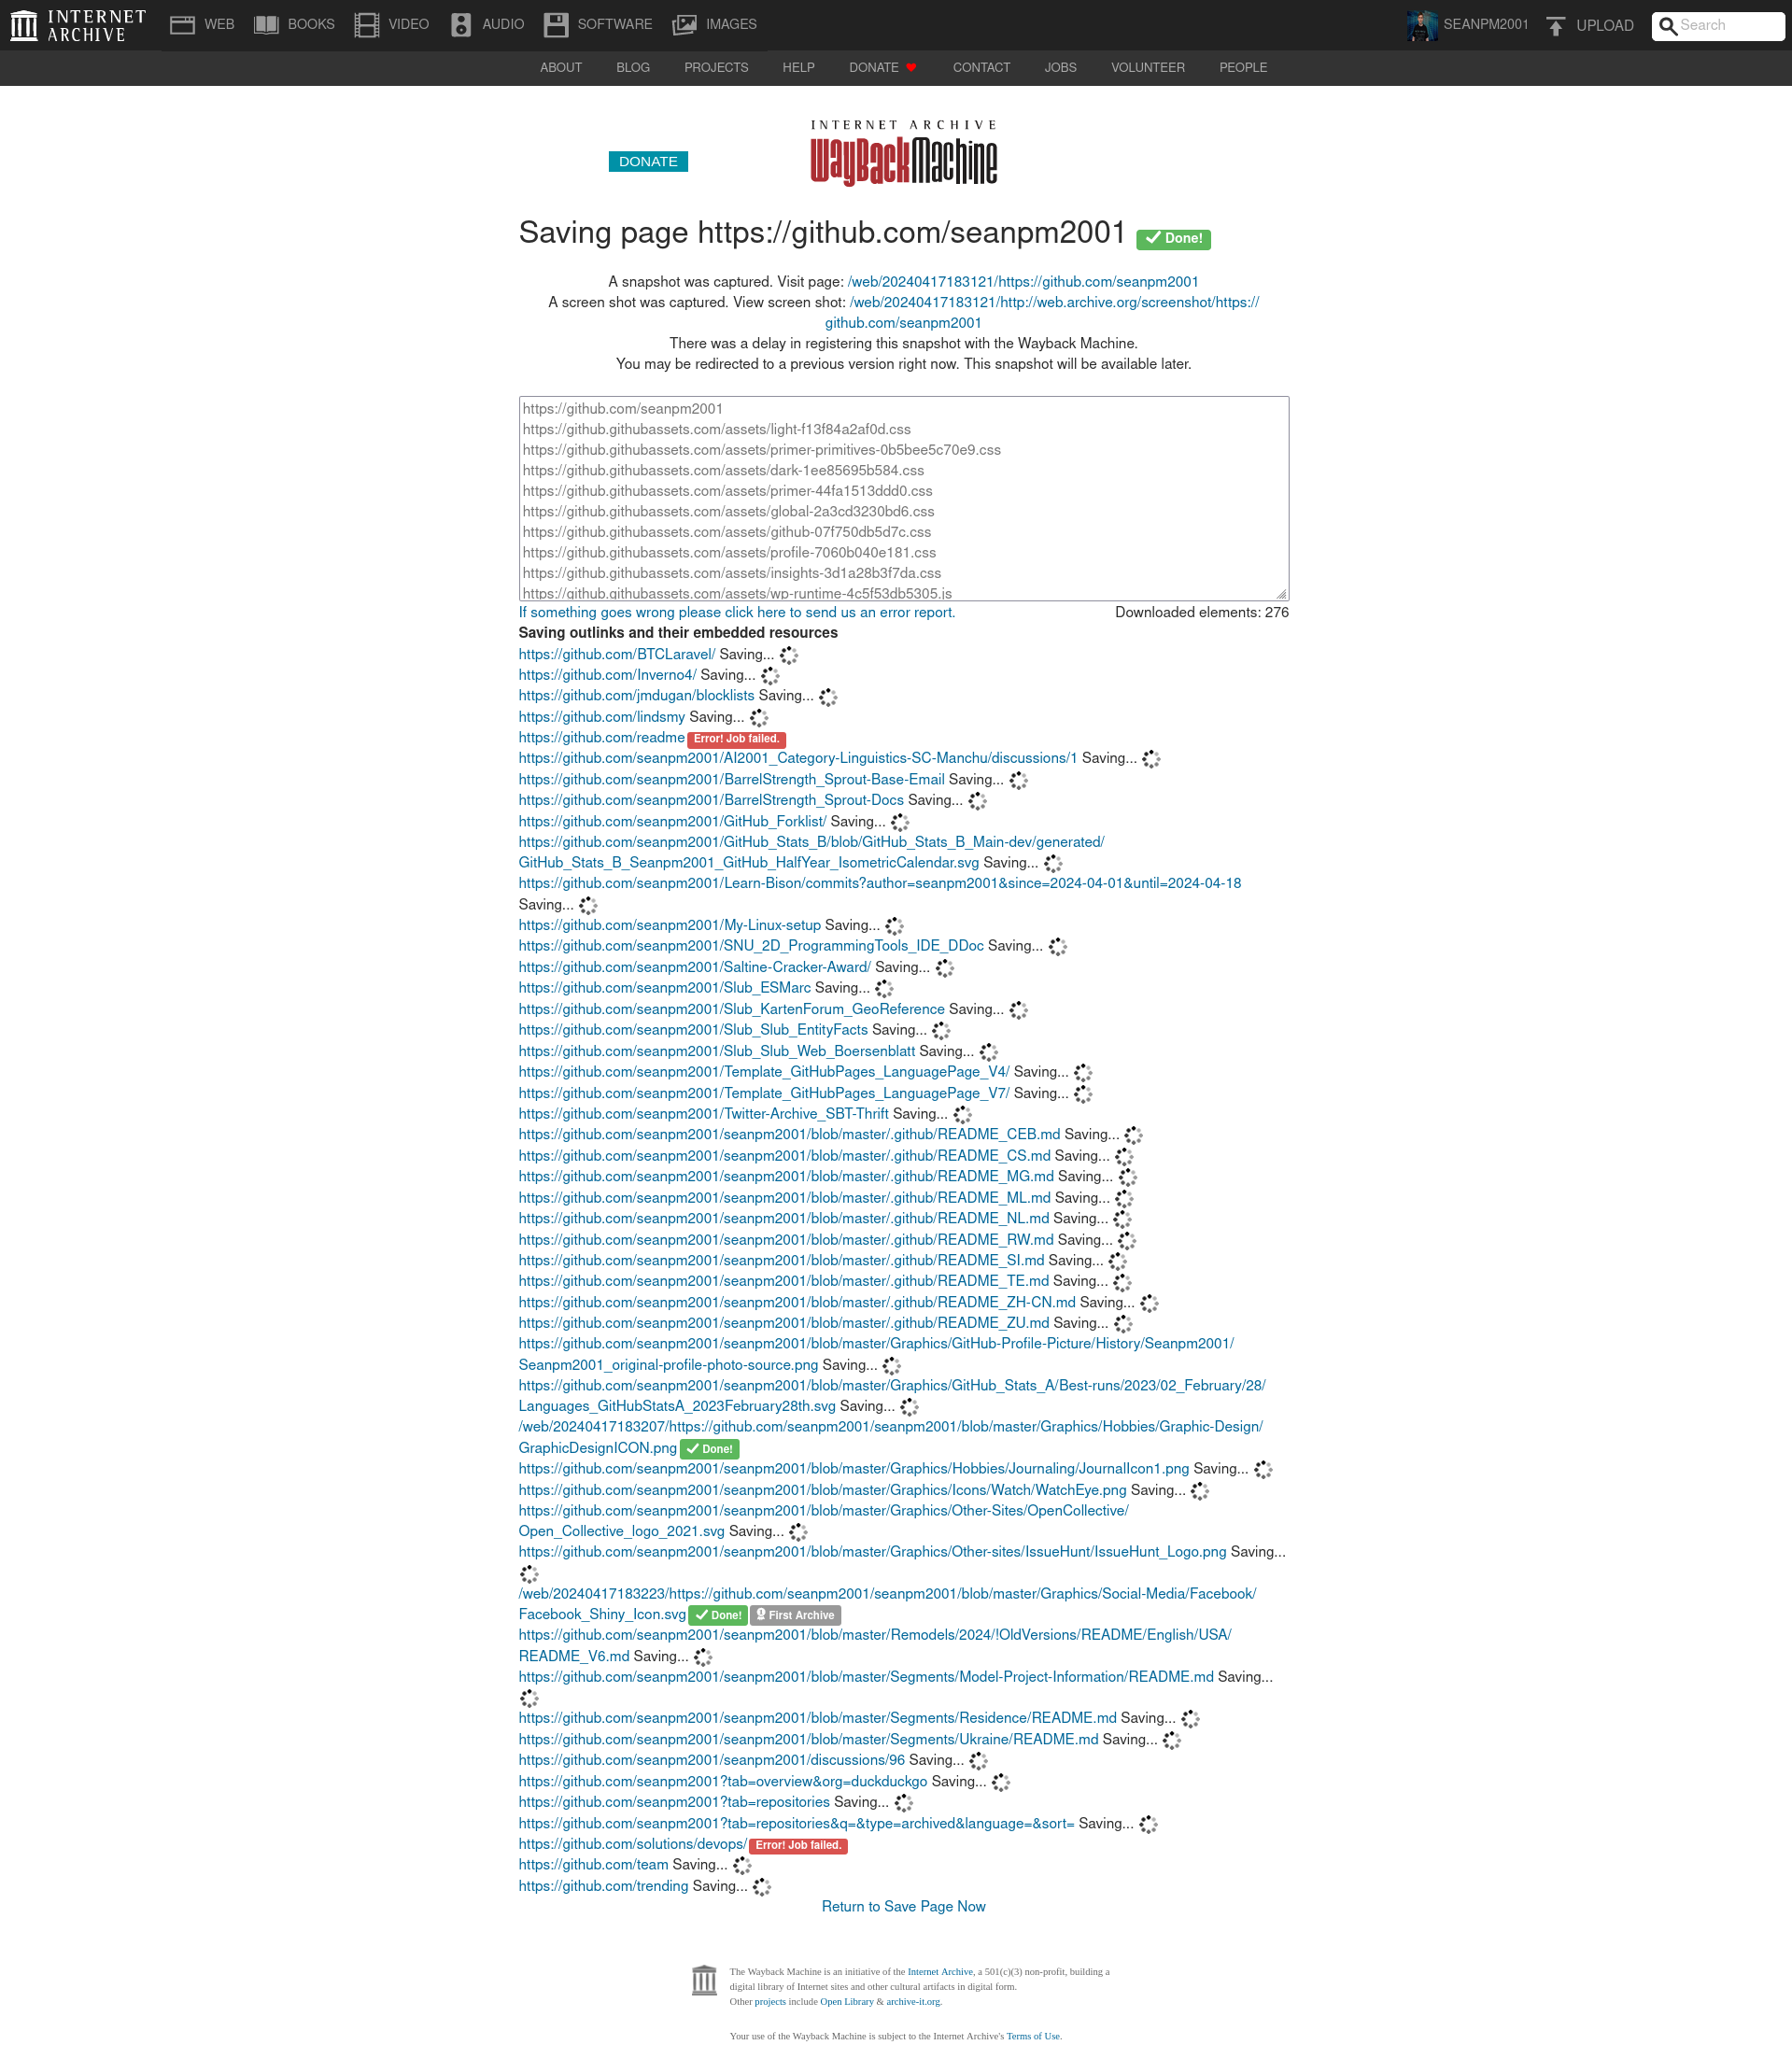 INTERNET ARCHIVE
WEB BOOKS VIDEO AUDIO SOFTWARE IMAGES SEANPM2001 UPLOAD Search
ABOUT BLOG PROJECTS HELP DONATE CONTACT JOBS VOLUNTEER PEOPLE
INTERNET ARCHIVE
DONATE WayBackMachine
Saving page https://github.com/seanpm2001 Done!
A snapshot was captured. Visit page: /web/20240417183121/https://github.com/seanpm2001
A screen shot was captured. View screen shot: /web/20240417183121/http://web.archive.org/screenshot/https://
github.com/seanpm2001
There was a delay in registering this snapshot with the Wayback Machine.
You may be redirected to a previous version right now. This snapshot will be available later.
https://github.com/seanpm2001
https://github.githubassets.com/assets/light-f13f84a2af0d.css
https://github.githubassets.com/assets/primer-primitives-0b5bee5c70e9.css
https://github.githubassets.com/assets/dark-1ee85695b584.css
https://github.githubassets.com/assets/primer-44fa1513ddd0.css
https://github.githubassets.com/assets/global-2a3cd3230bd6.css
https://github.githubassets.com/assets/github-07f750db5d7c.css
https://github.githubassets.com/assets/profile-7060b040e181.css
https://github.githubassets.com/assets/insights-3d1a28b3f7da.css
https://github.githubassets.com/assets/wp-runtime-4c5f53db5305.js
If something goes wrong please click here to send us an error report. Downloaded elements: 276
Saving outlinks and their embedded resources
https://github.com/BTCLaravel/ Saving...
https://github.com/Inverno4/ Saving...
https://github.com/jmdugan/blocklists Saving...
https://github.com/lindsmy Saving...
https://github.com/readme Error! Job failed.
https://github.com/seanpm2001/AI2001_Category-Linguistics-SC-Manchu/discussions/1 Saving...
https://github.com/seanpm2001/BarrelStrength_Sprout-Base-Email Saving...
https://github.com/seanpm2001/BarrelStrength_Sprout-Docs Saving...
https://github.com/seanpm2001/GitHub_Forklist/ Saving...
https://github.com/seanpm2001/GitHub_Stats_B/blob/GitHub_Stats_B_Main-dev/generated/
GitHub_Stats_B_Seanpm2001_GitHub_HalfYear_IsometricCalendar.svg Saving...
https://github.com/seanpm2001/Learn-Bison/commits?author=seanpm2001&since=2024-04-01&until=2024-04-18
Saving...
https://github.com/seanpm2001/My-Linux-setup Saving...
https://github.com/seanpm2001/SNU_2D_ProgrammingTools_IDE_DDoc Saving...
https://github.com/seanpm2001/Saltine-Cracker-Award/ Saving...
https://github.com/seanpm2001/Slub_ESMarc Saving...
https://github.com/seanpm2001/Slub_KartenForum_GeoReference Saving...
https://github.com/seanpm2001/Slub_Slub_EntityFacts Saving...
https://github.com/seanpm2001/Slub_Slub_Web_Boersenblatt Saving...
https://github.com/seanpm2001/Template_GitHubPages_LanguagePage_V4/ Saving...
https://github.com/seanpm2001/Template_GitHubPages_LanguagePage_V7/ Saving...
https://github.com/seanpm2001/Twitter-Archive_SBT-Thrift Saving...
https://github.com/seanpm2001/seanpm2001/blob/master/.github/README_CEB.md Saving...
https://github.com/seanpm2001/seanpm2001/blob/master/.github/README_CS.md Saving...
https://github.com/seanpm2001/seanpm2001/blob/master/.github/README_MG.md Saving...
https://github.com/seanpm2001/seanpm2001/blob/master/.github/README_ML.md Saving...
https://github.com/seanpm2001/seanpm2001/blob/master/.github/README_NL.md Saving...
https://github.com/seanpm2001/seanpm2001/blob/master/.github/README_RW.md Saving...
https://github.com/seanpm2001/seanpm2001/blob/master/.github/README_SI.md Saving...
https://github.com/seanpm2001/seanpm2001/blob/master/.github/README_TE.md Saving...
https://github.com/seanpm2001/seanpm2001/blob/master/.github/README_ZH-CN.md Saving...
https://github.com/seanpm2001/seanpm2001/blob/master/.github/README_ZU.md Saving...
https://github.com/seanpm2001/seanpm2001/blob/master/Graphics/GitHub-Profile-Picture/History/Seanpm2001/
Seanpm2001_original-profile-photo-source.png Saving...
https://github.com/seanpm2001/seanpm2001/blob/master/Graphics/GitHub_Stats_A/Best-runs/2023/02_February/28/
Languages_GitHubStatsA_2023February28th.svg Saving...
/web/20240417183207/https://github.com/seanpm2001/seanpm2001/blob/master/Graphics/Hobbies/Graphic-Design/
GraphicDesignICON.png Done!
https://github.com/seanpm2001/seanpm2001/blob/master/Graphics/Hobbies/Journaling/JournalIcon1.png Saving...
https://github.com/seanpm2001/seanpm2001/blob/master/Graphics/Icons/Watch/WatchEye.png Saving...
https://github.com/seanpm2001/seanpm2001/blob/master/Graphics/Other-Sites/OpenCollective/
Open_Collective_logo_2021.svg Saving...
https://github.com/seanpm2001/seanpm2001/blob/master/Graphics/Other-sites/IssueHunt/IssueHunt_Logo.png Saving...
/web/20240417183223/https://github.com/seanpm2001/seanpm2001/blob/master/Graphics/Social-Media/Facebook/
Facebook_Shiny_Icon.svg Done! First Archive
https://github.com/seanpm2001/seanpm2001/blob/master/Remodels/2024/!OldVersions/README/English/USA/
README_V6.md Saving...
https://github.com/seanpm2001/seanpm2001/blob/master/Segments/Model-Project-Information/README.md Saving...
https://github.com/seanpm2001/seanpm2001/blob/master/Segments/Residence/README.md Saving...
https://github.com/seanpm2001/seanpm2001/blob/master/Segments/Ukraine/README.md Saving...
https://github.com/seanpm2001/seanpm2001/discussions/96 Saving...
https://github.com/seanpm2001?tab=overview&org=duckduckgo Saving...
https://github.com/seanpm2001?tab=repositories Saving...
https://github.com/seanpm2001?tab=repositories&q=&type=archived&language=&sort= Saving...
https://github.com/solutions/devops/ Error! Job failed.
https://github.com/team Saving...
https://github.com/trending Saving...
Return to Save Page Now
The Wayback Machine is an initiative of the Internet Archive, a 501(c)(3) non-profit, building a
digital library of Internet sites and other cultural artifacts in digital form.
Other projects include Open Library & archive-it.org.
Your use of the Wayback Machine is subject to the Internet Archive's Terms of Use.